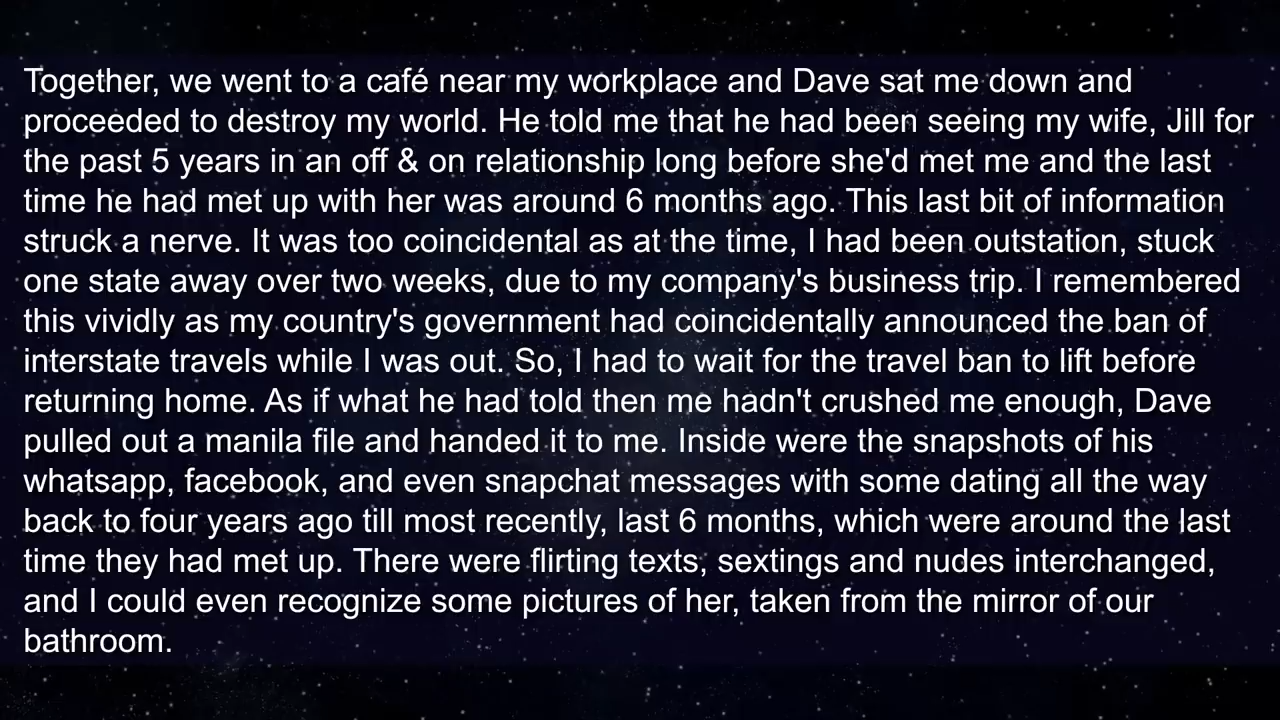 Together, we went to a café near my workplace and Dave sat me down and
proceeded to destroy my world. He told me that he had been seeing my wife, Jill for
the past 5 years in an off & on relationship long before she'd met me and the last
time he had met up with her was around 6 months ago. This last bit of information
struck a nerve. It was too coincidental as at the time, I had been outstation, stuck
one state away over two weeks, due to my company's business trip. I remembered
this vividly as my country's government had coincidentally announced the ban of
interstate travels while I was out. So, I had to wait for the travel ban to lift before
returning home. As if what he had told then me hadn't crushed me enough, Dave
pulled out a manila file and handed it to me. Inside were the snapshots of his
whatsapp, facebook, and even snapchat messages with some dating all the way
back to four years ago till most recently, last 6 months, which were around the last
time they had met up. There were flirting texts, sextings and nudes interchanged,
and I could even recognize some pictures of her, taken from the mirror of our
bathroom.